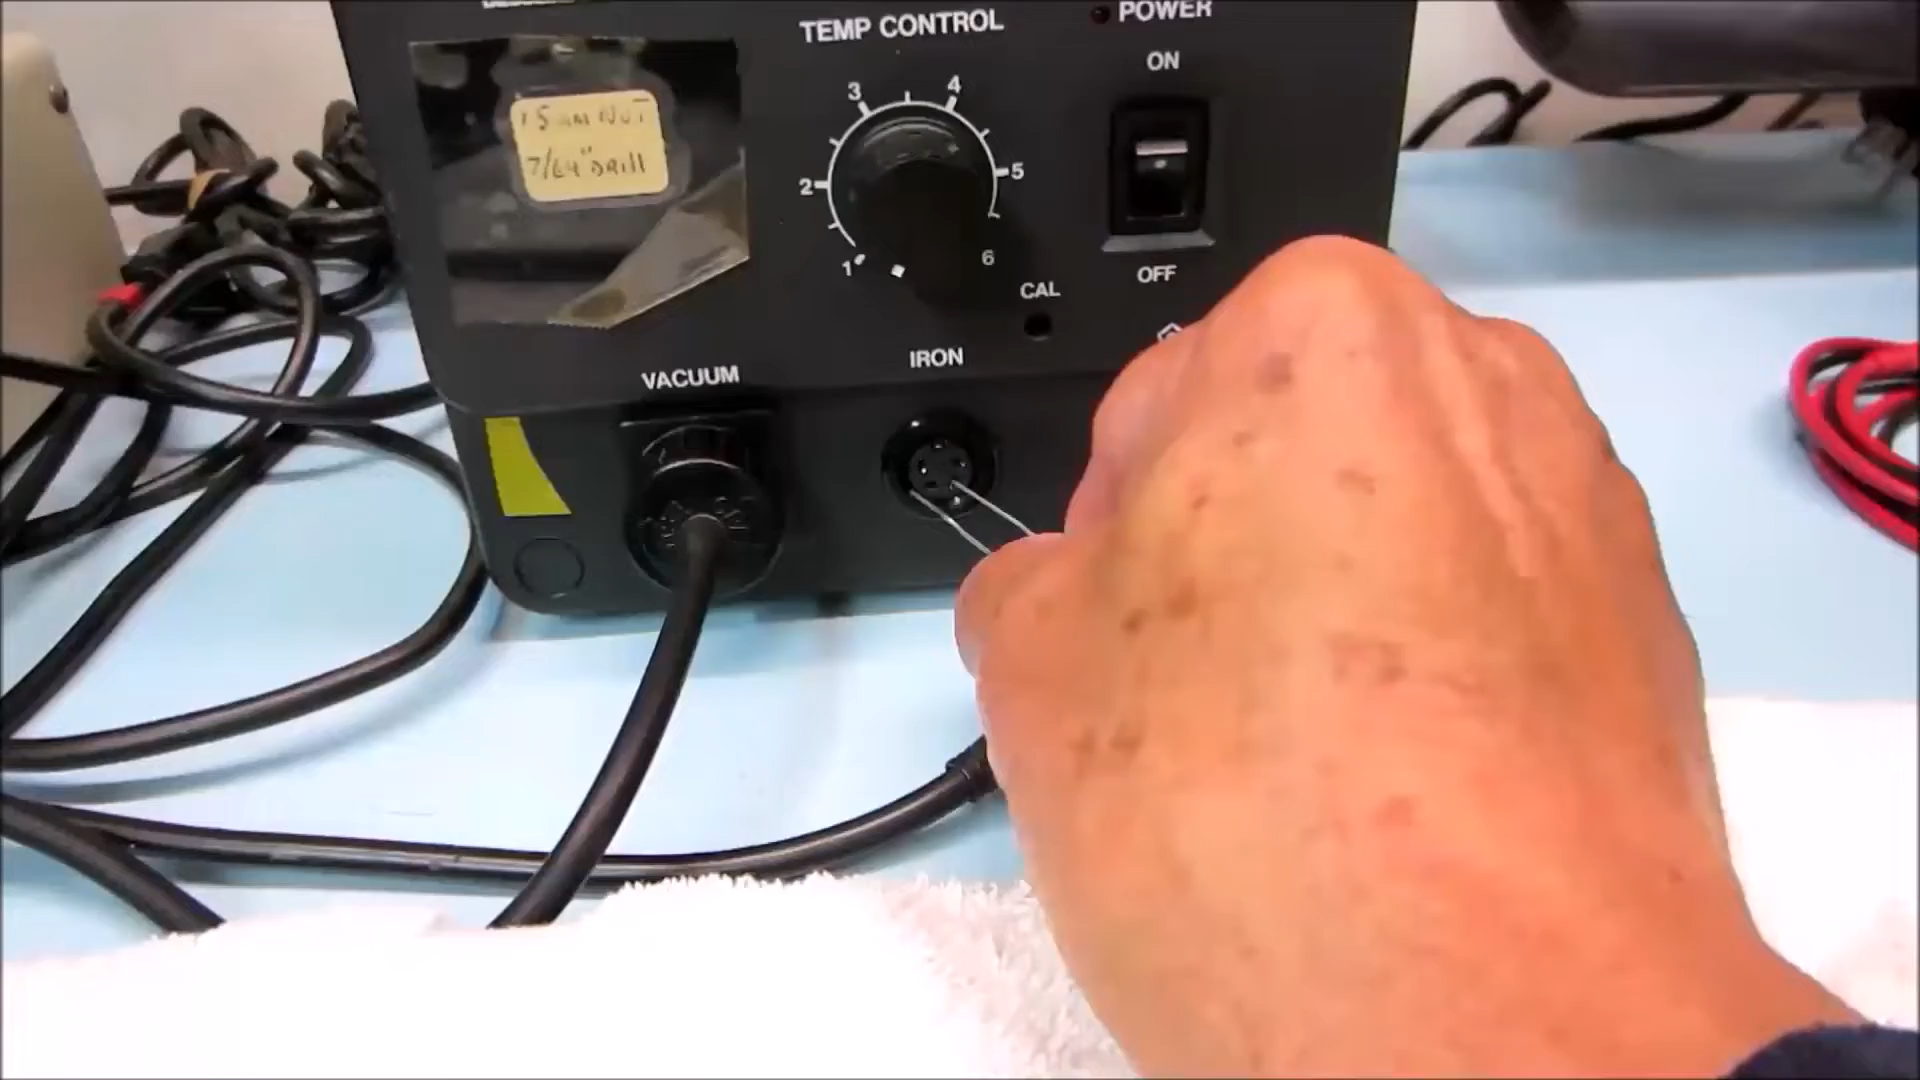 TEMP CONTROL
POWER
ON
3
4
2
5
1
6
OFF
CAL
VACUUM
IRON
7/64" DRill